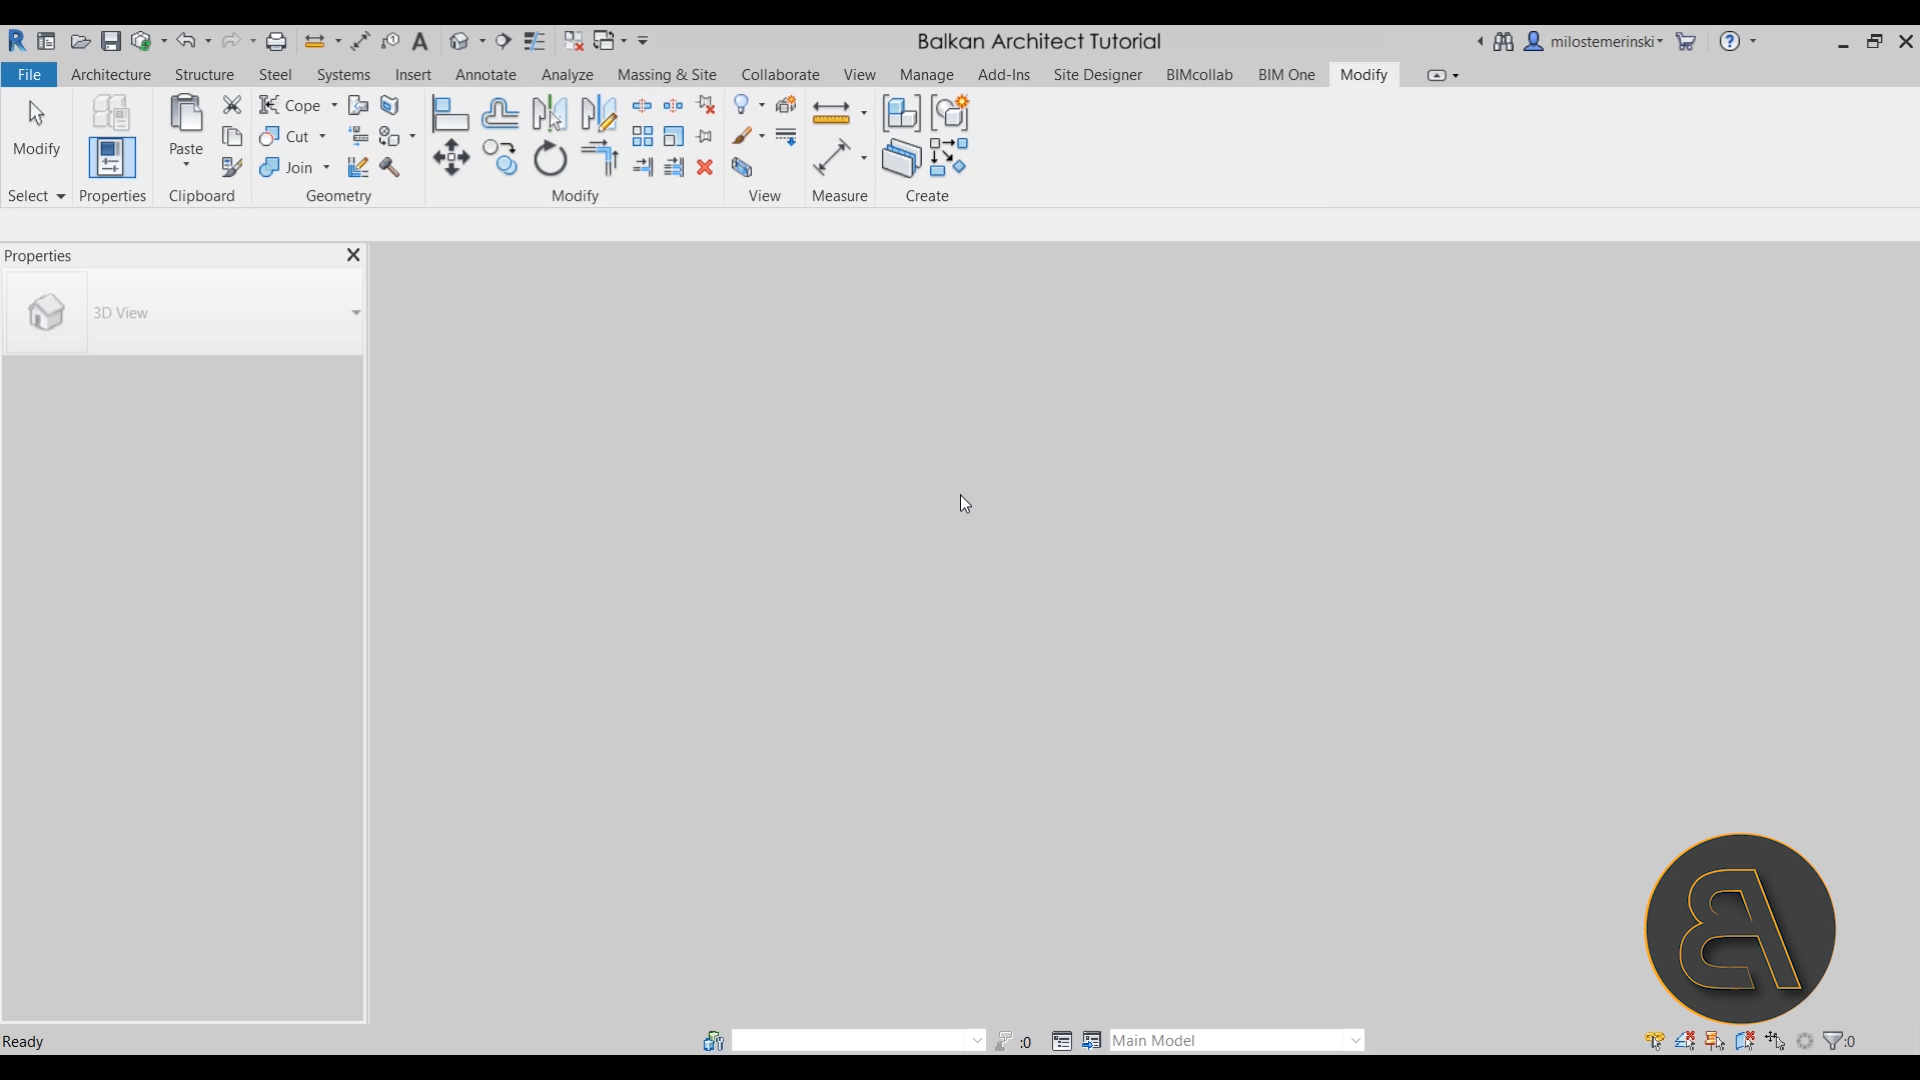 Balkan Architect Tutorial
milostemerinski
File Architecture Structure Steel Systems Insert Annotate Analyze Massing & Site Collaborate View Manage Add-Ins Site Designer BIMcollab BIM One Modify
Modify
Paste
Cope
Cut
Join
Select Properties Clipboard Geometry Modify View Measure Create
Properties
3D View
Ready
:0
Main Model
:0